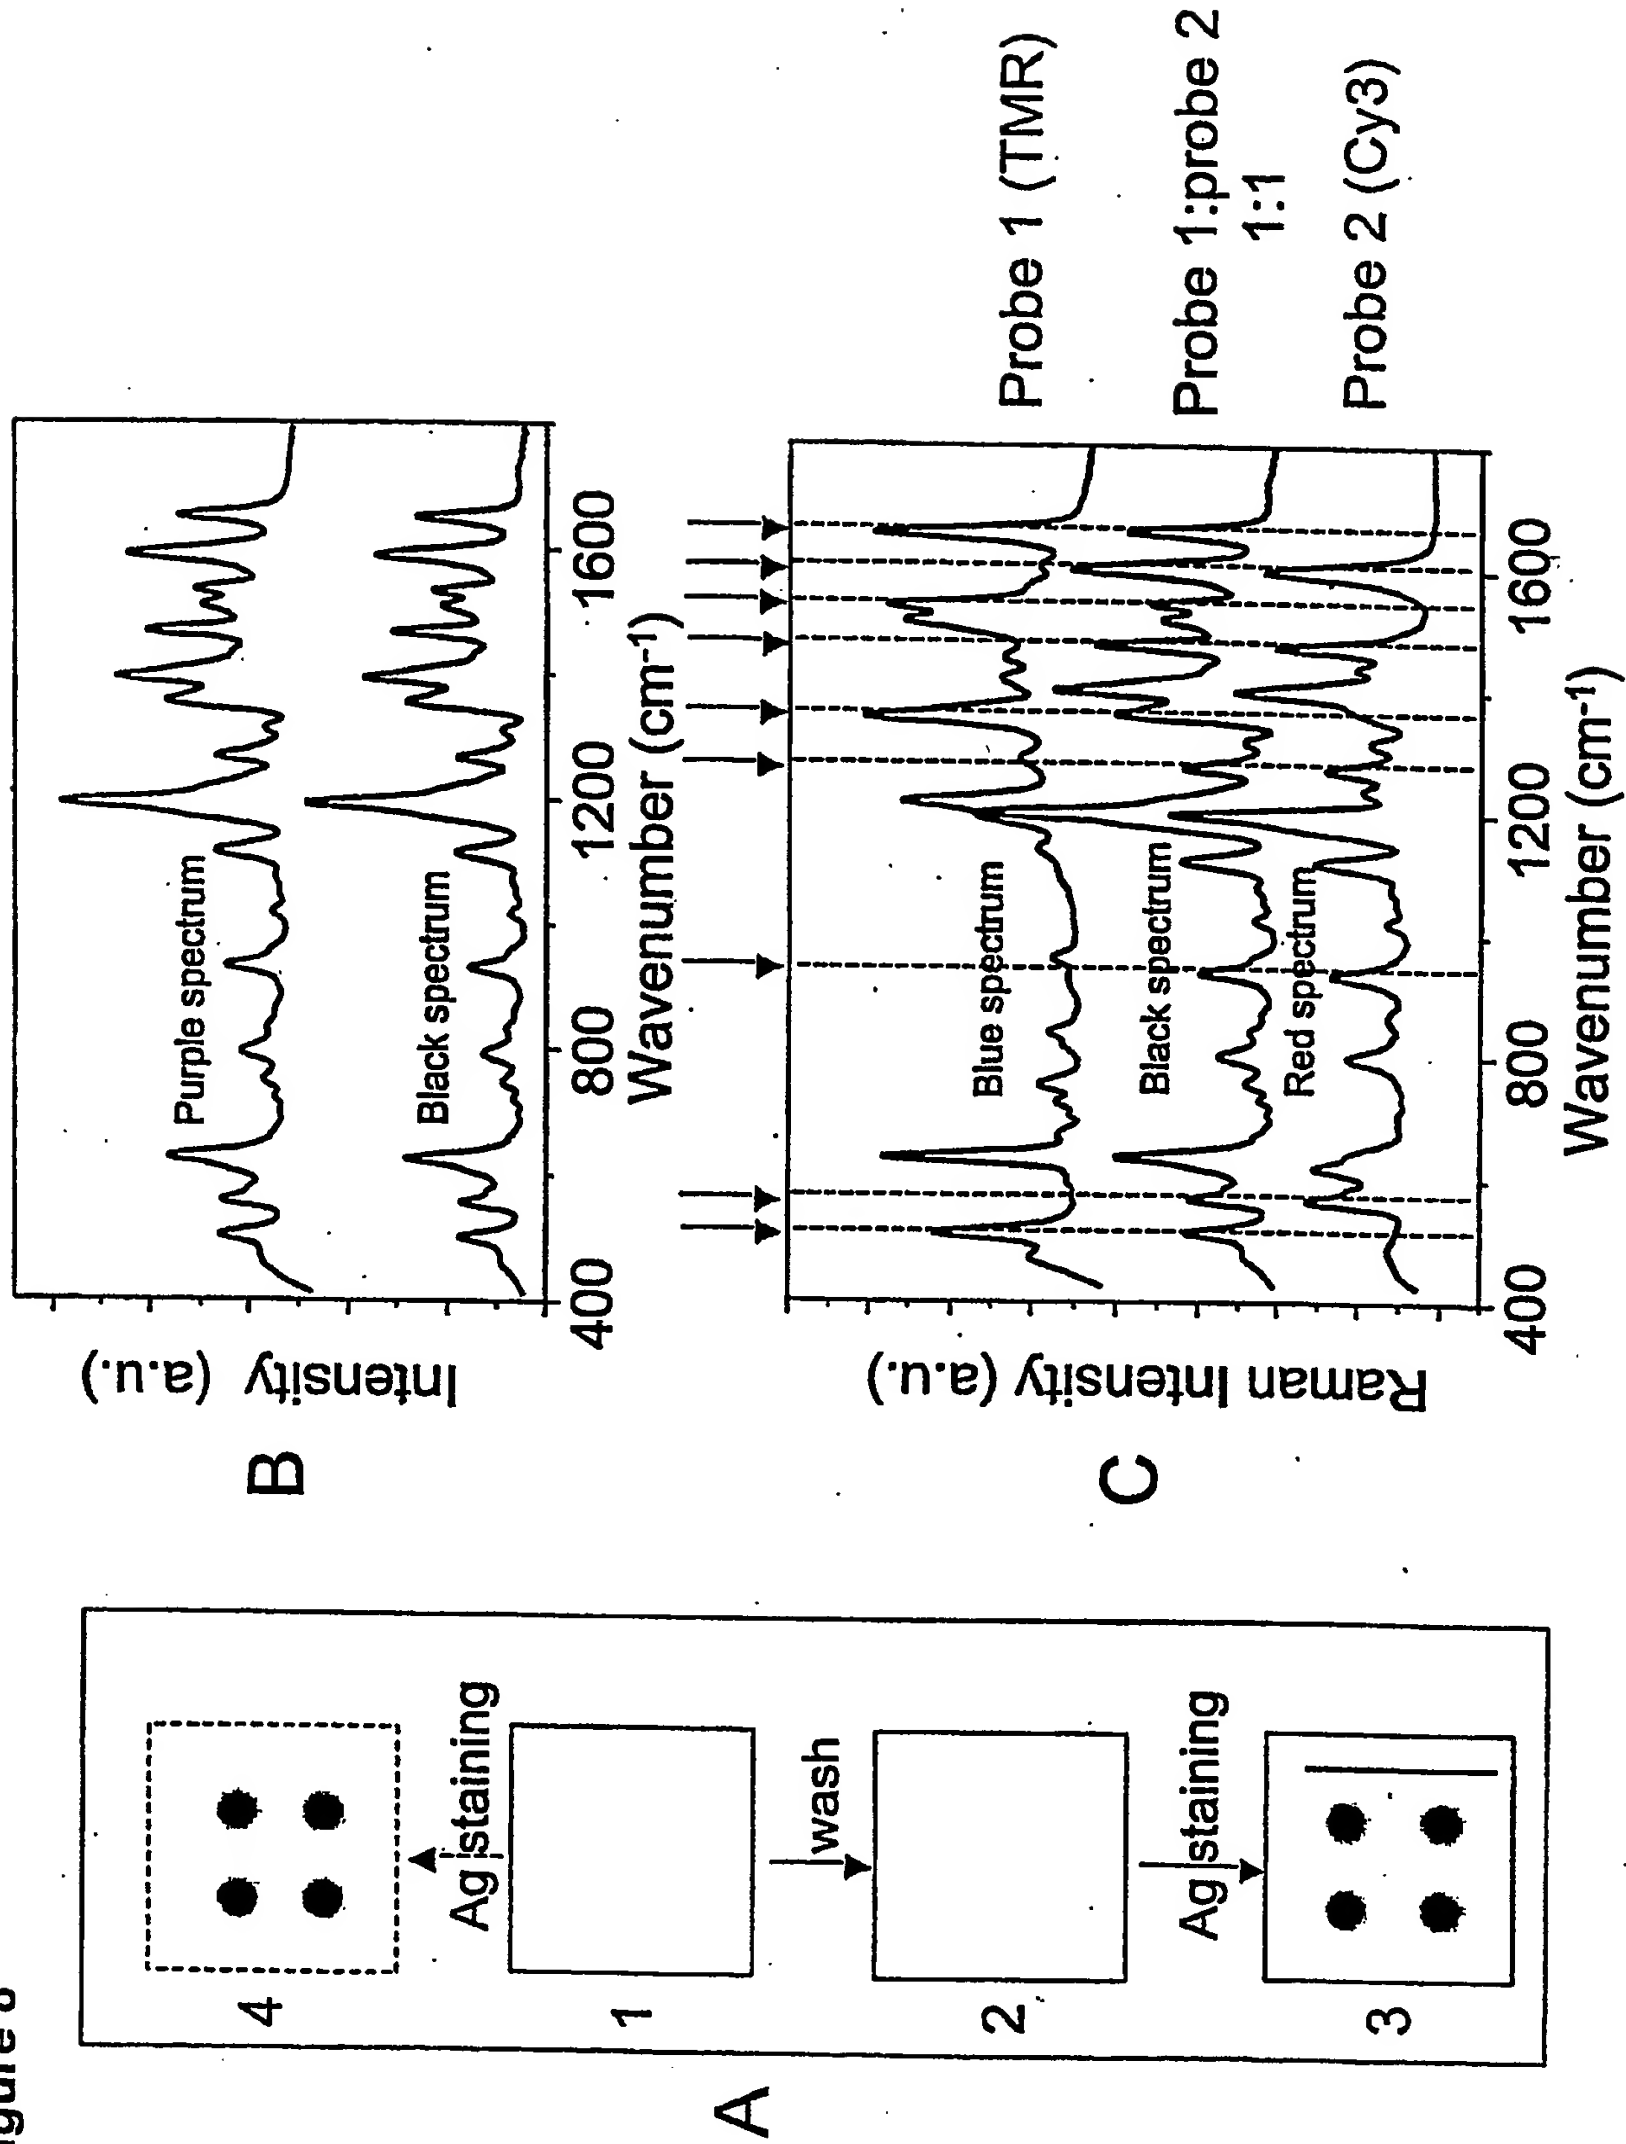 A
4
Ag staining
1
wash
2
Ag staining
3
B
Intensity (a.u.)
Purple spectrum
Black spectrum
400
800
1200
1600
Wavenumber (cm-1)
C
Raman Intensity (a.u.)
Blue spectrum
Black spectrum
Red spectrum
Probe 1 (TMR)
Probe 1:probe 2
1:1
Probe 2 (Cy3)
400
800
1200
1600
Wavenumber (cm-1)